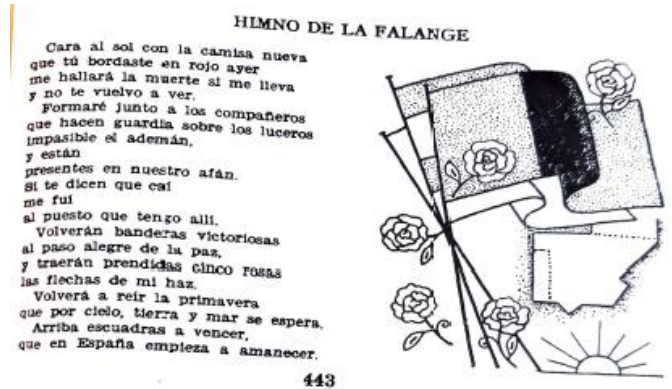 HIMNO DE LA FALANGE
Cara al sol con la camisa nueva
que tú bordaste en rojo ayer
me hallará la muerte si me lleva
y no te vuelvo a ver.
Formaré junto a los compañeros
que hacen guardia sobre los luceros
impasible el ademán,
y están
presentes en nuestro afán.
Si te dicen que caí
me fui
al puesto que tengo allí.
Volverán banderas victoriosas
al paso alegre de la paz,
y traerán prendidas cinco rosas
las flechas de mi haz.
Volverá a reír la primavera
que por cielo, tierra y mar se espera.
Arriba escuadras a vencer,
que en España empieza a amanecer.
443